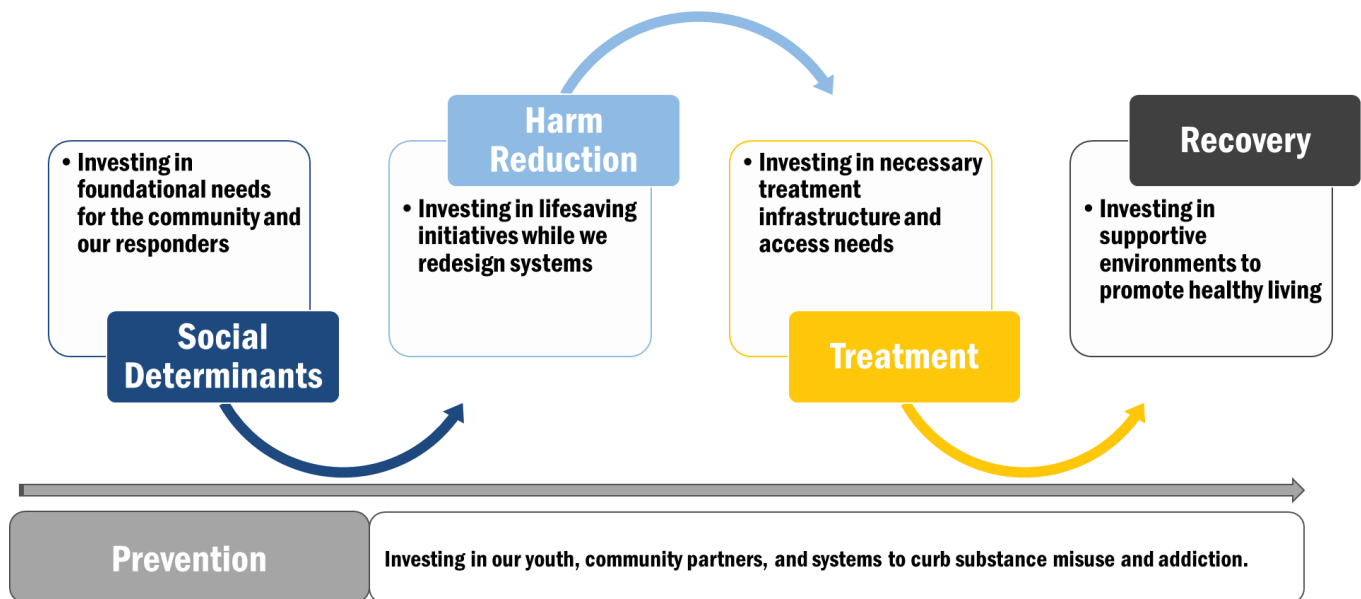 • Investing in
foundational needs
for the community and
our responders
Social
Determinants
Harm
Reduction
• Investing in lifesaving
initiatives while we
redesign systems
• Investing in necessary
treatment
infrastructure and
access needs
Treatment
Recovery
• Investing in
supportive
environments to
promote healthy living
Prevention
Investing in our youth, community partners, and systems to curb substance misuse and addiction.